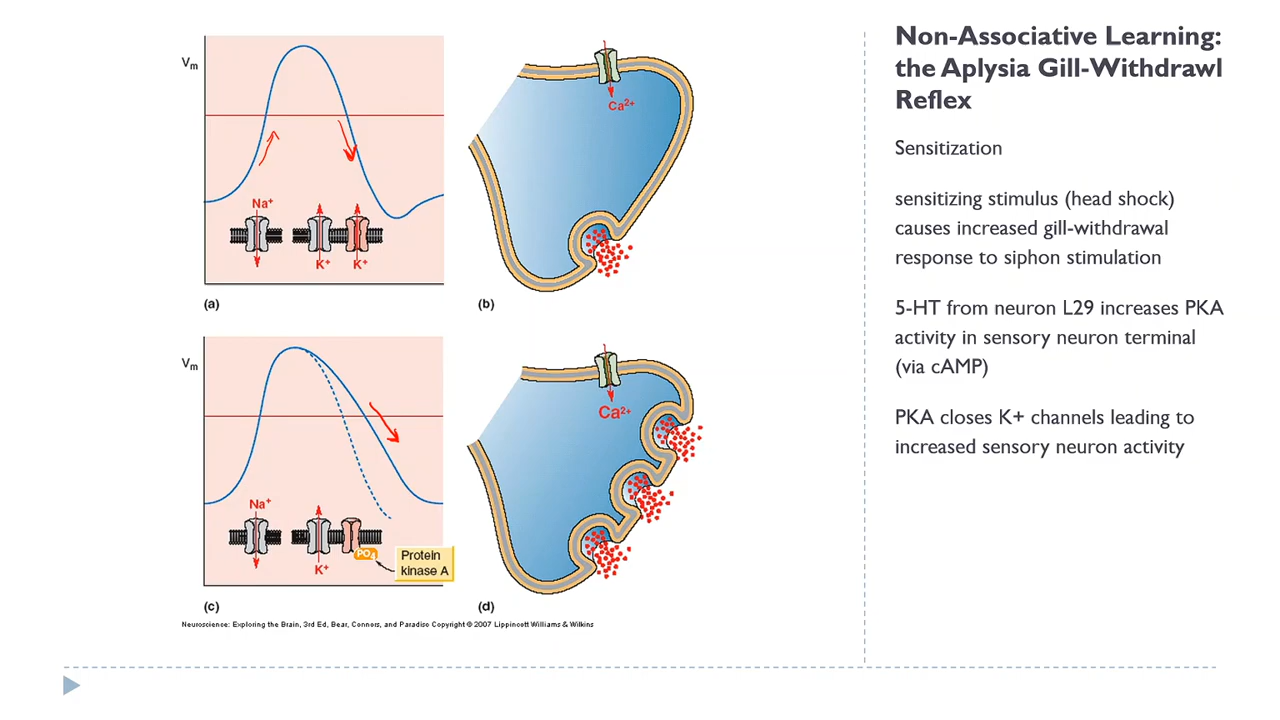 Non-Associative Learning:
the Aplysia Gill-Withdrawl
Reflex
Sensitization
sensitizing stimulus (head shock)
causes increased gill-withdrawal
response to siphon stimulation
5-HT from neuron L29 increases PKA
activity in sensory neuron terminal
(via cAMP)
PKA closes K+ channels leading to
increased sensory neuron activity
Vm
Na+
K+
K+
(a)
Ca2+
(b)
Vm
Na+
K+
PO4
Protein
kinase A
(c)
Ca2+
(d)
Neuroscience: Exploring the Brain, 3rd Ed, Bear, Connors, and Paradiso Copyright © 2007 Lippincott Williams & Wilkins